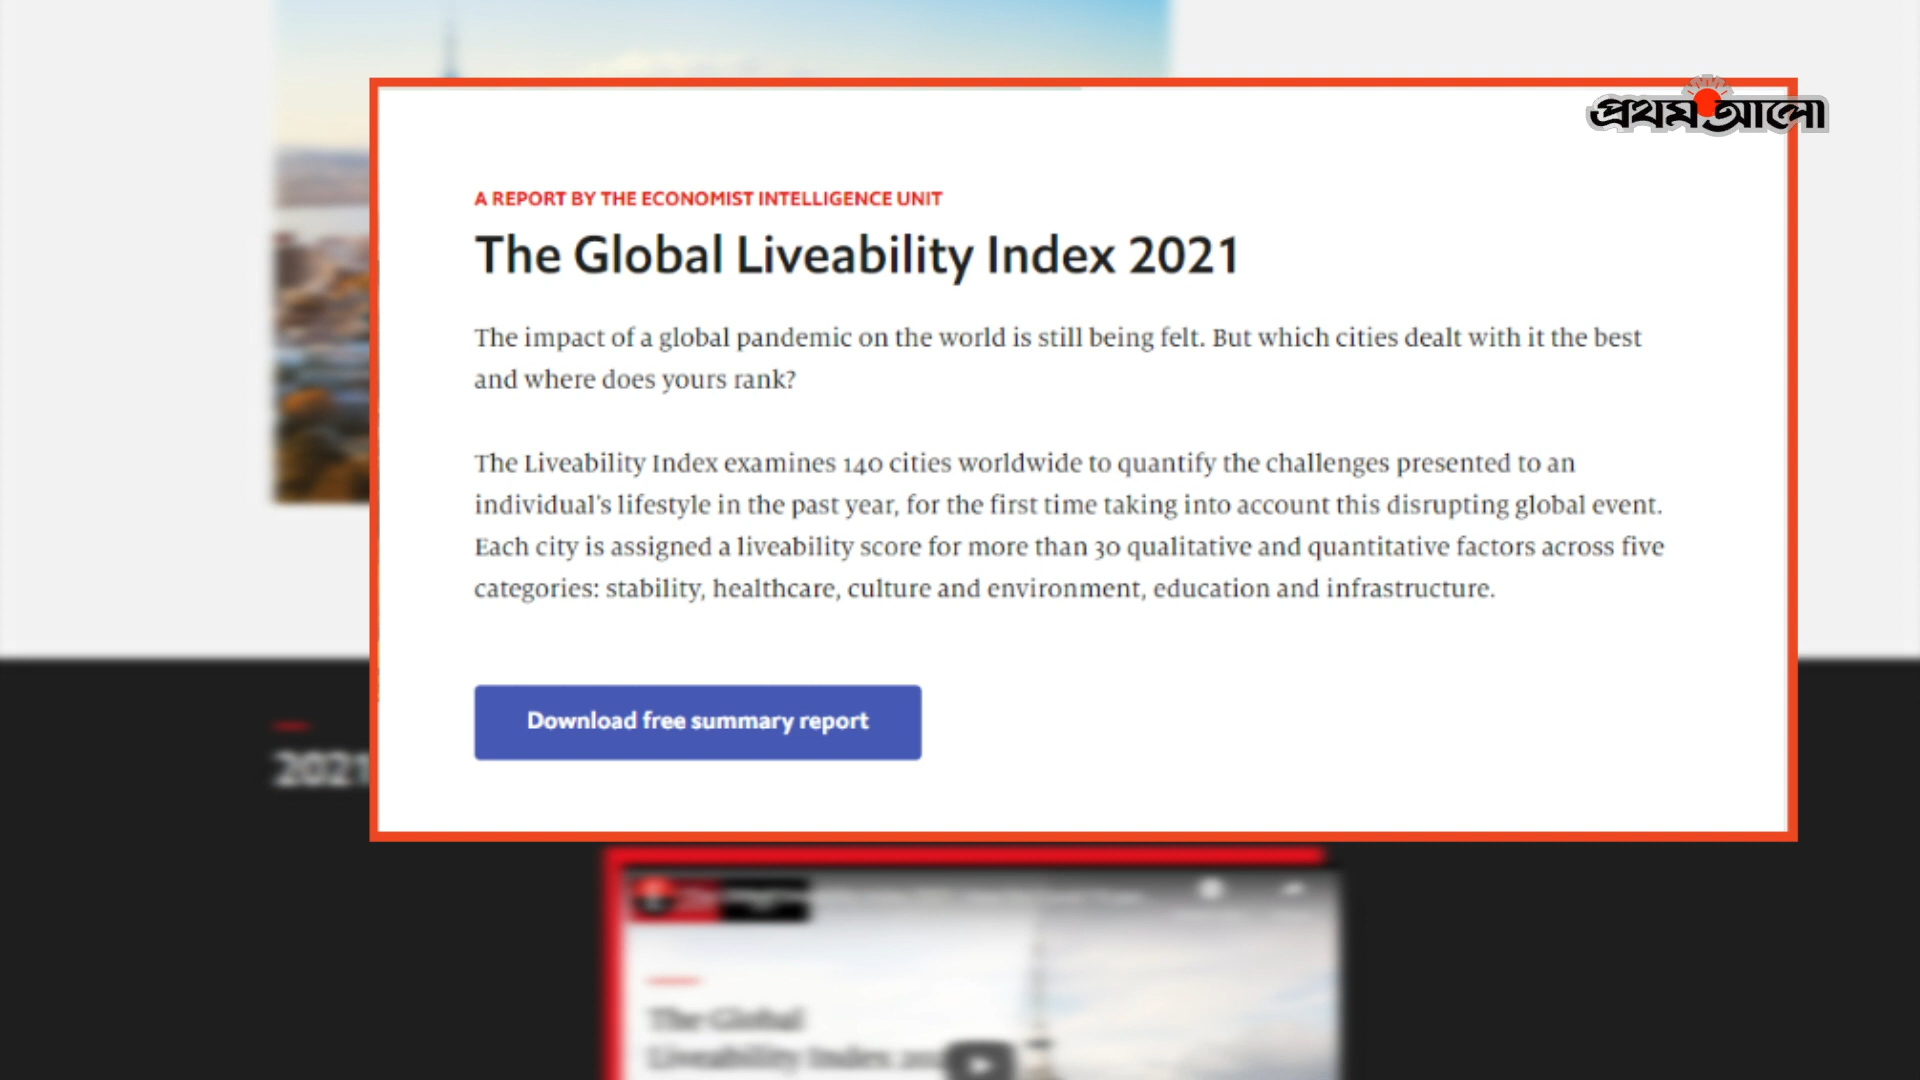 প্রথম আলো
A REPORT BY THE ECONOMIST INTELLIGENCE UNIT
The Global Liveability Index 2021
The impact of a global pandemic on the world is still being felt. But which cities dealt with it the best
and where does yours rank?
The Liveability Index examines 140 cities worldwide to quantify the challenges presented to an
individual's lifestyle in the past year, for the first time taking into account this disrupting global event.
Each city is assigned a liveability score for more than 30 qualitative and quantitative factors across five
categories: stability, healthcare, culture and environment, education and infrastructure.
Download free summary report
2021
The Global
Liveability Index